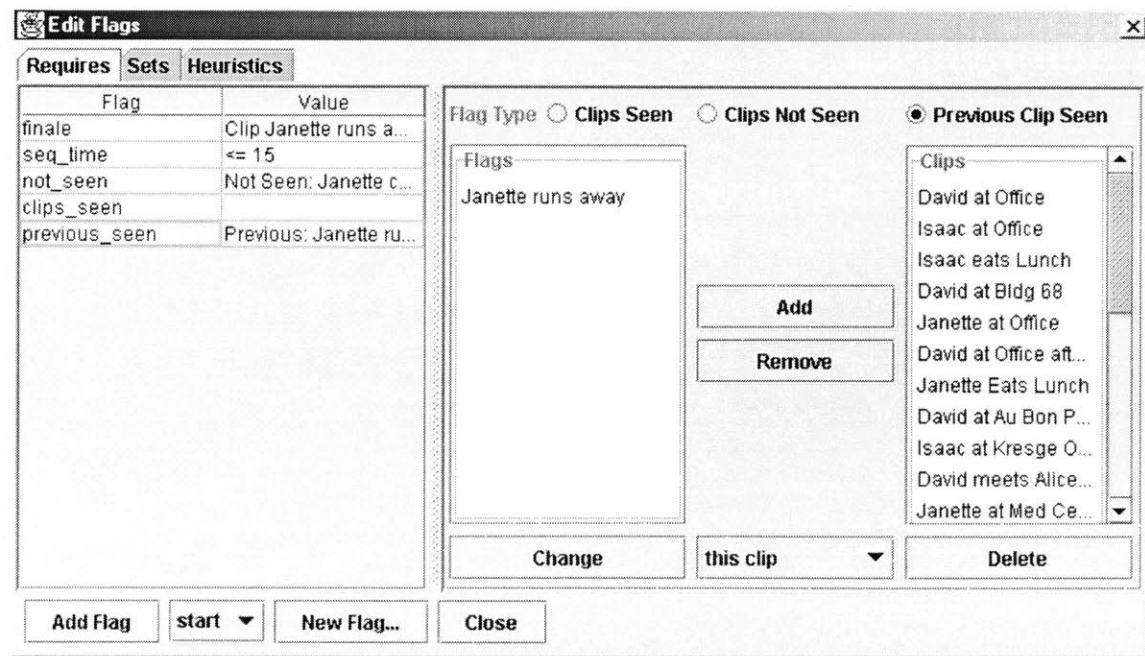 Edit Flags
Requires Sets Heuristics
Flag Value
finale Clip Janette runs a...
seq_time <= 15
not_seen Not Seen: Janette c...
clips_seen
previous_seen Previous: Janette ru...
Flag Type Clips Seen Clips Not Seen Previous Clip Seen
Flags
Janette runs away
Add
Remove
Clips
David at Office
Isaac at Office
Isaac eats Lunch
David at Bldg 68
Janette at Office
David at Office aft...
Janette Eats Lunch
David at Au Bon P...
Isaac at Kresge O...
David meets Alice...
Janette at Med Ce...
Change this clip Delete
Add Flag start New Flag... Close